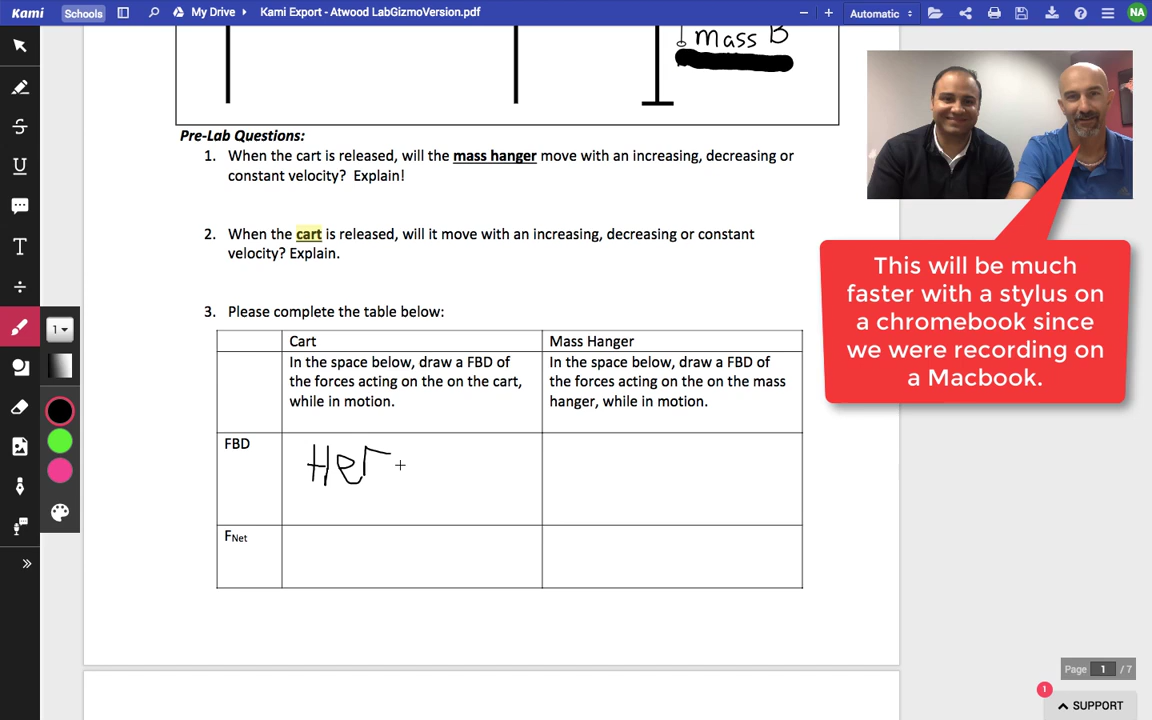 Kami
Schools
My Drive
Kami Export - Atwood LabGizmoVersion.pdf
Automatic
NA
mass B
Pre-Lab Questions:
1. When the cart is released, will the mass hanger move with an increasing, decreasing or
constant velocity? Explain!
2. When the cart is released, will it move with an increasing, decreasing or constant
velocity? Explain.
3. Please complete the table below:
Cart
Mass Hanger
In the space below, draw a FBD of
the forces acting on the on the cart,
while in motion.
In the space below, draw a FBD of
the forces acting on the on the mass
hanger, while in motion.
FBD
Her
FNet
This will be much
faster with a stylus on
a chromebook since
we were recording on
a Macbook.
T
1
Page 1 / 7
1
SUPPORT